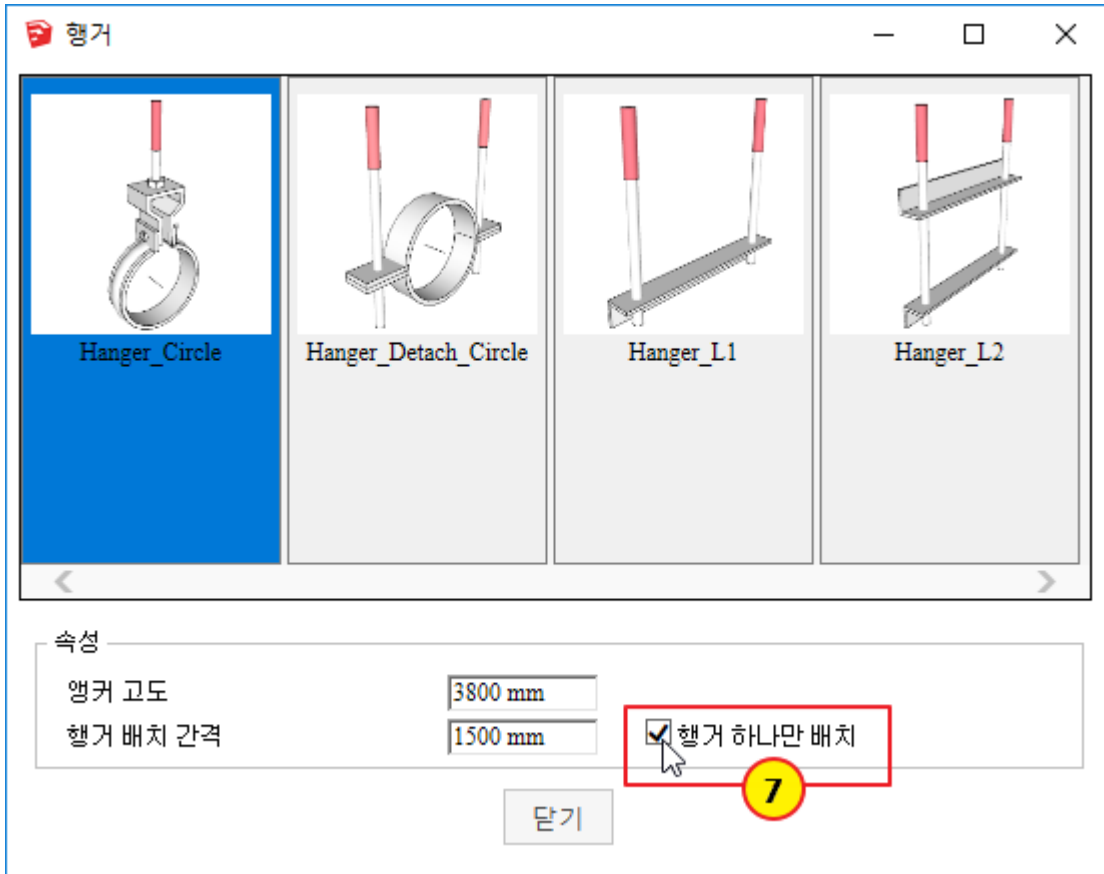 행거
Hanger_Circle
Hanger_Detach_Circle
Hanger_L1
Hanger_L2
속성
앵커 고도
3800 mm
행거 배치 간격
1500 mm
행거 하나만 배치
7
닫기